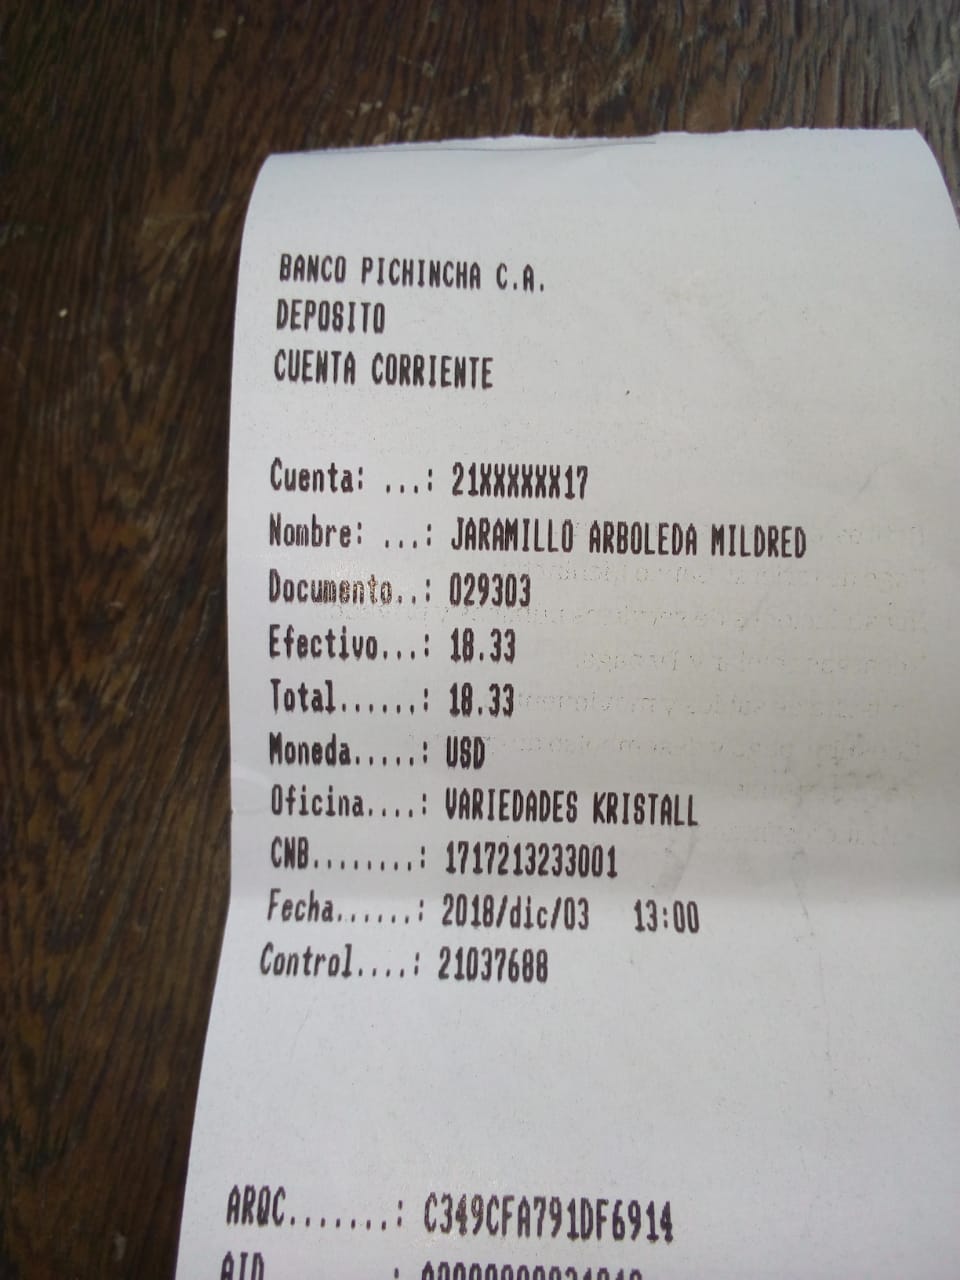 BANCO PICHINCHA C.A.
DEPOSITO
CUENTA CORRIENTE
Cuenta: ...: 21XXXXXX17
Nombre: ...: JARAMILLO ARBOLEDA MILDRED
Documento..: 029303
Efectivo...: 18.33
Total......: 18.33
Moneda.....: USD
Oficina....: VARIEDADES KRISTALL
CNB........: 1717213233001
Fecha......: 2018/dic/03 13:00
Control....: 21037688
ARQC.......: C349CFA791DF6914
AID